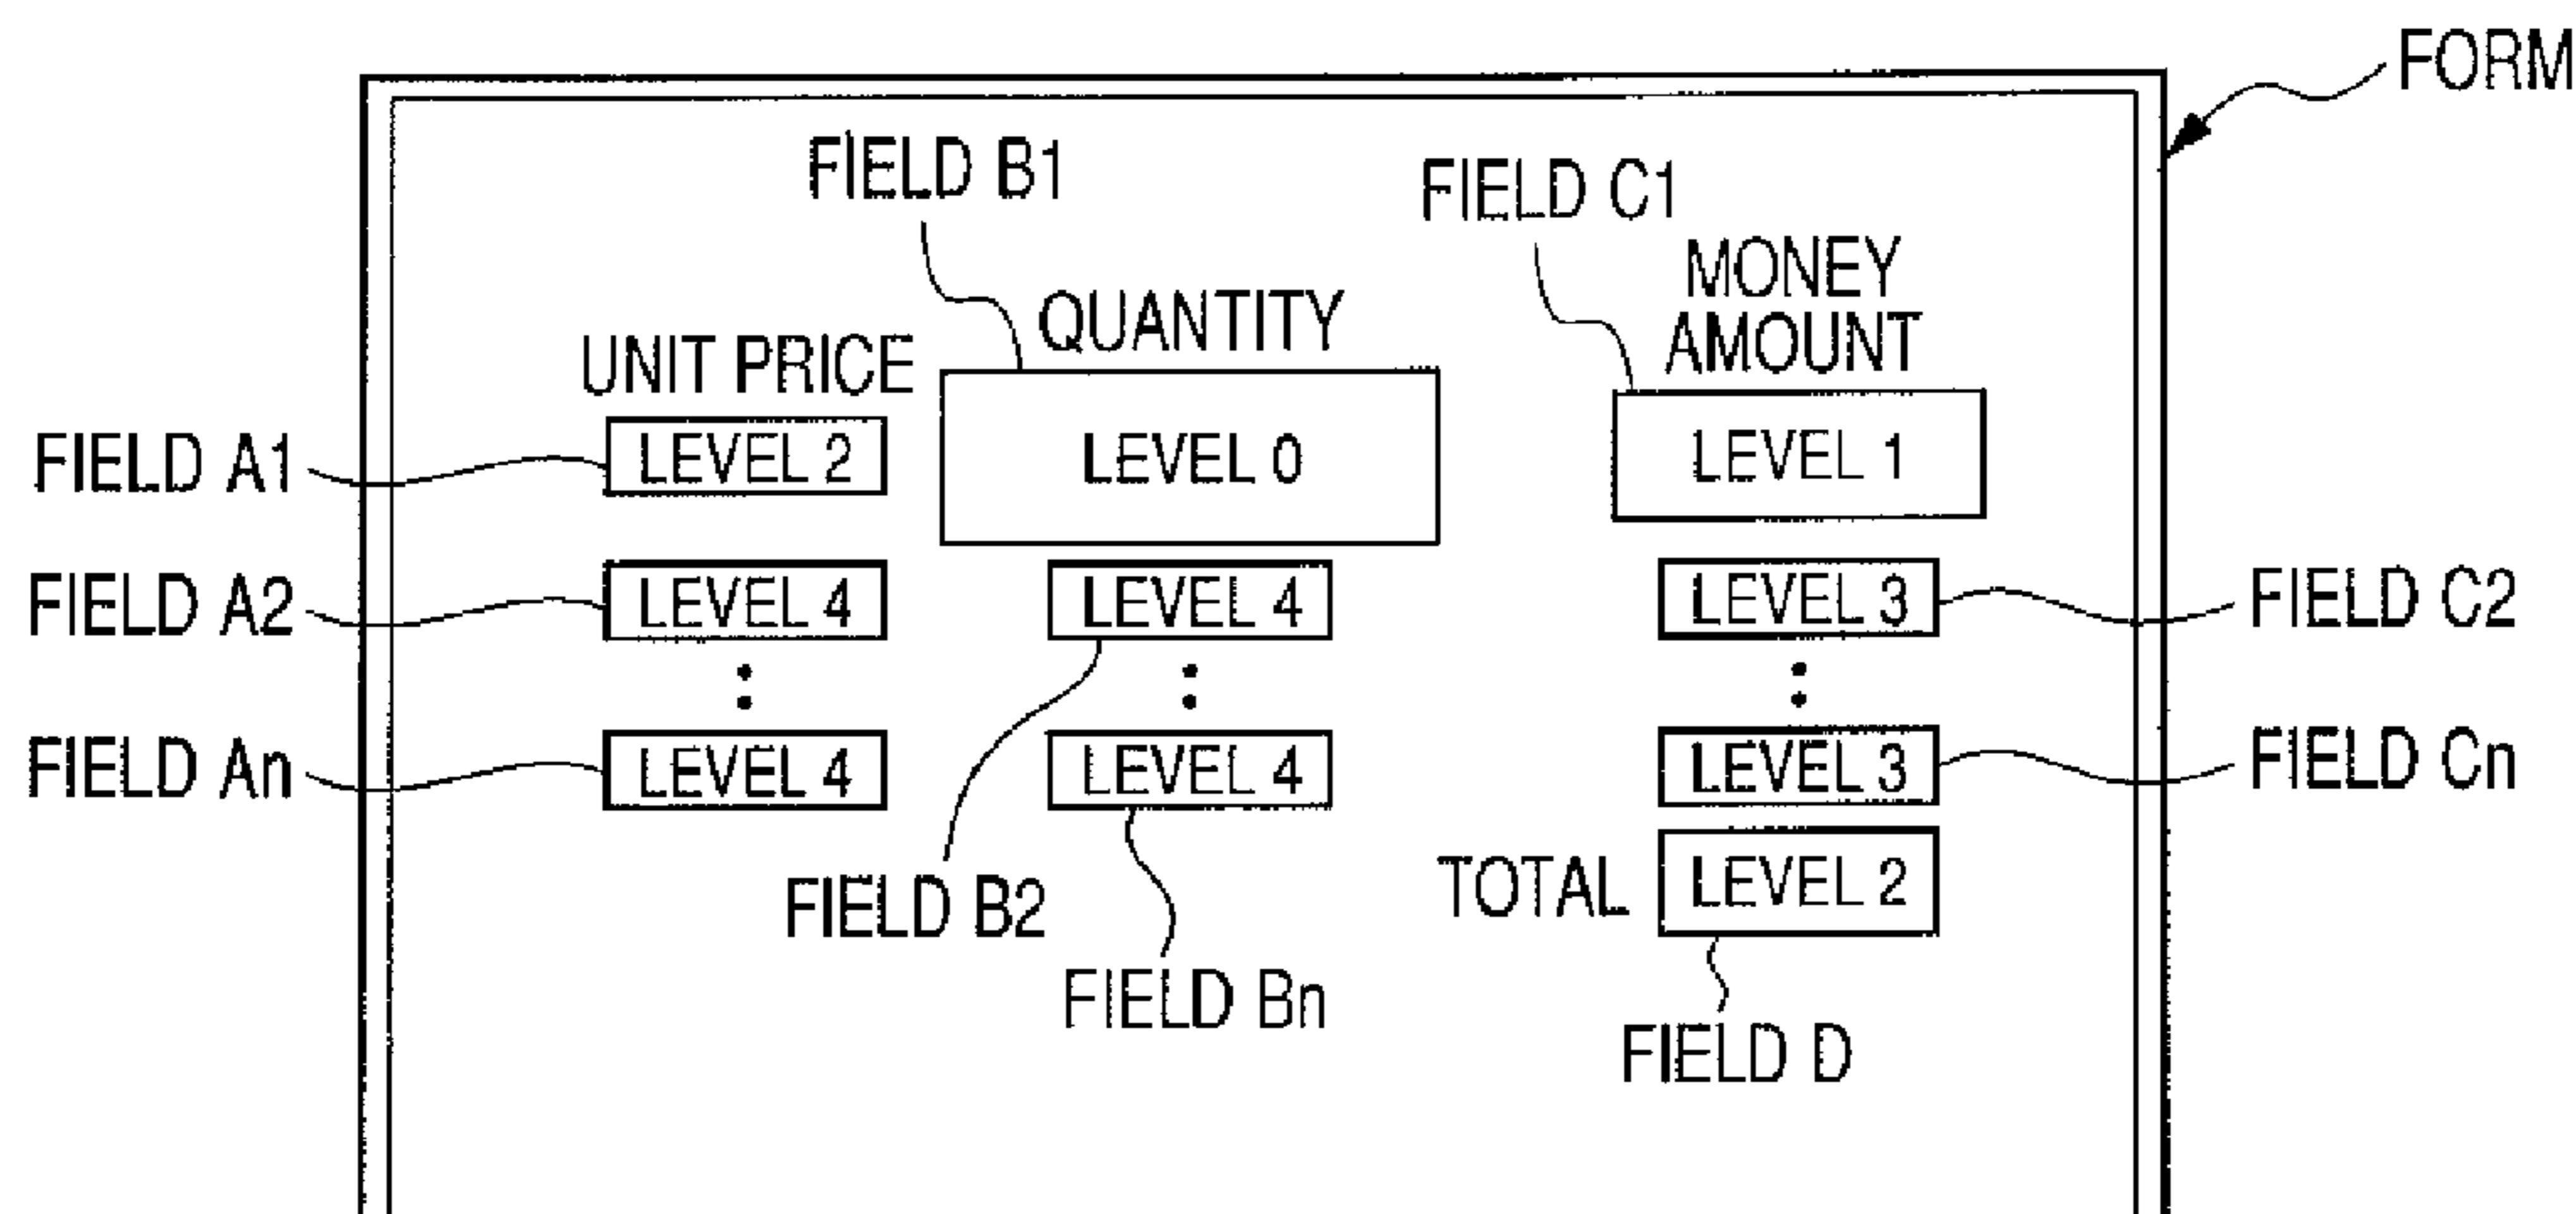 FORM
FIELD B1
FIELD C1
MONEY
AMOUNT
QUANTITY
UNIT PRICE
FIELD A1
LEVEL 2
LEVEL 0
LEVEL 1
FIELD A2
LEVEL 4
LEVEL 4
LEVEL 3
FIELD C2
FIELD An
LEVEL 4
LEVEL 4
LEVEL 3
FIELD Cn
TOTAL
LEVEL 2
FIELD B2
FIELD Bn
FIELD D